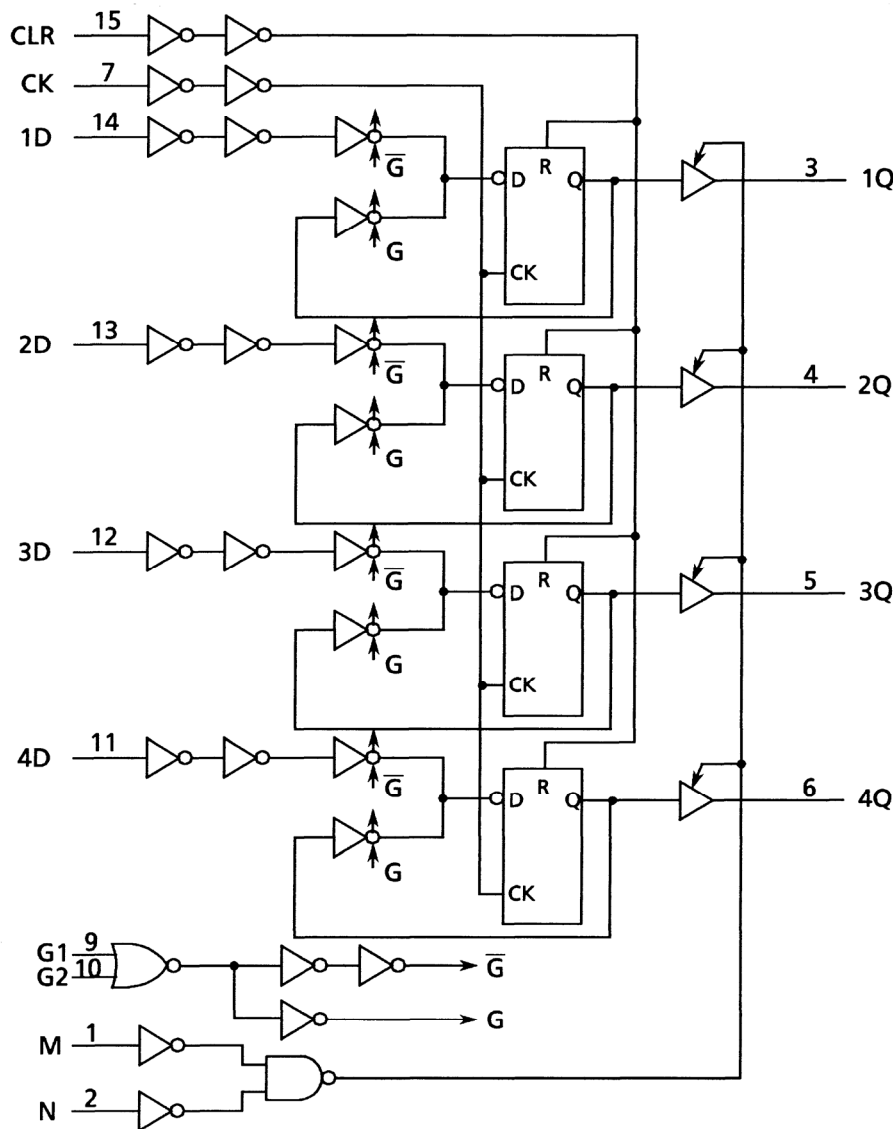 CLR 15
CK 7
1D 14
G̅
R
D Q
3 1Q
G
CK
2D 13
G̅
R
D Q
4 2Q
G
CK
3D 12
G̅
R
D Q
5 3Q
G
CK
4D 11
G̅
R
D Q
6 4Q
G
CK
G1 9
G2 10
G̅
G
M 1
N 2